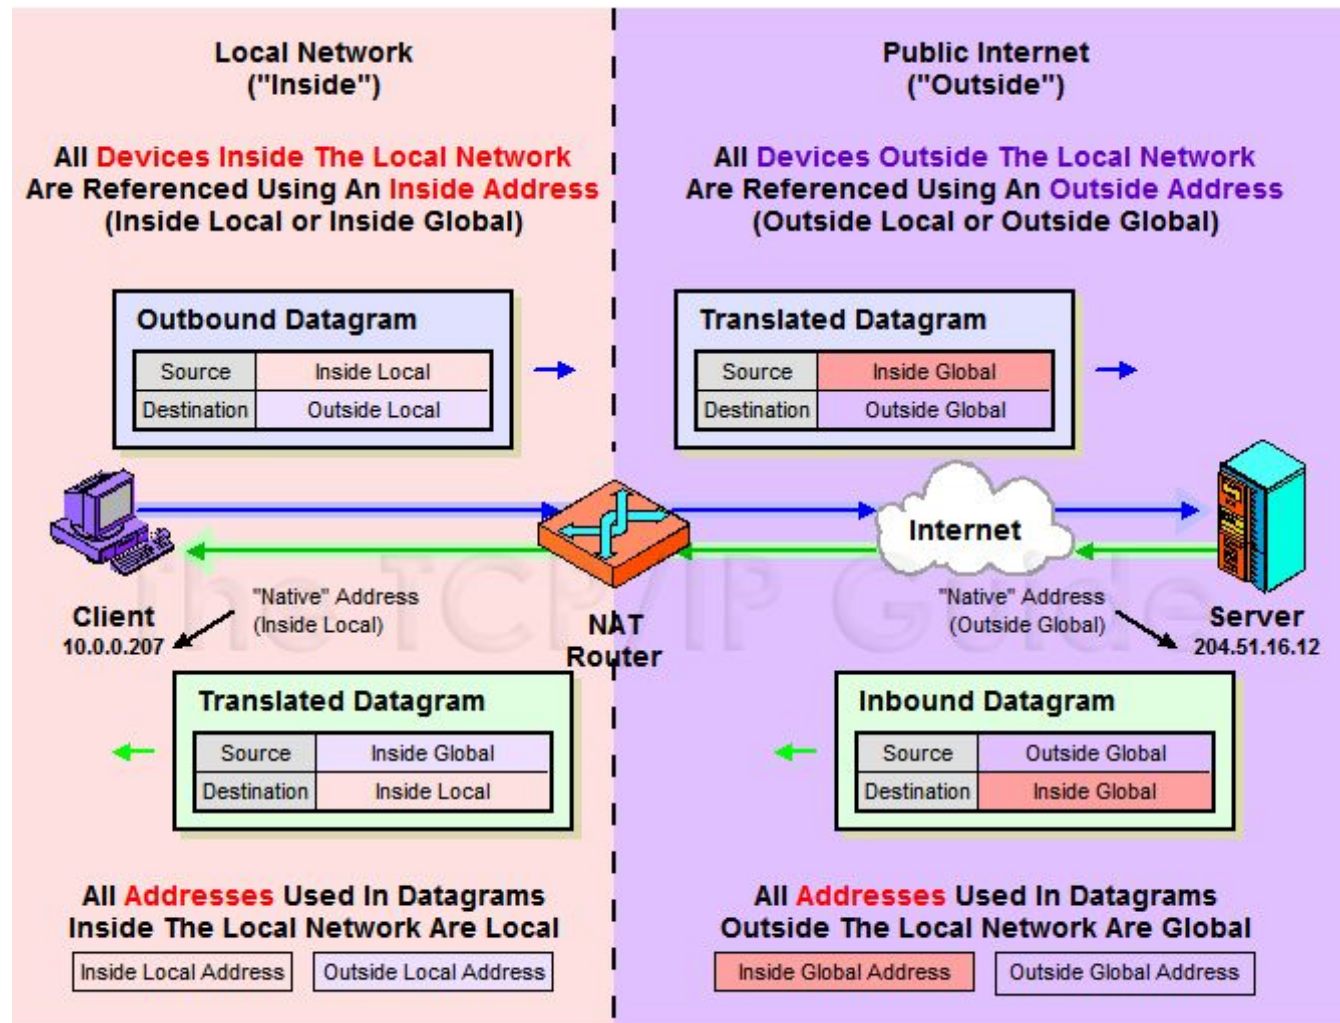 Local Network
("Inside")
Public Internet
("Outside")
All Devices Inside The Local Network
Are Referenced Using An Inside Address
(Inside Local or Inside Global)
All Devices Outside The Local Network
Are Referenced Using An Outside Address
(Outside Local or Outside Global)
Outbound Datagram
Source Inside Local
Destination Outside Local
Translated Datagram
Source Inside Global
Destination Outside Global
Internet
The TCP/IP Guide
Client
10.0.0.207
"Native" Address
(Inside Local)
NAT
Router
"Native" Address
(Outside Global)
Server
204.51.16.12
Translated Datagram
Source Inside Global
Destination Inside Local
Inbound Datagram
Source Outside Global
Destination Inside Global
All Addresses Used In Datagrams
Inside The Local Network Are Local
Inside Local Address Outside Local Address
All Addresses Used In Datagrams
Outside The Local Network Are Global
Inside Global Address Outside Global Address